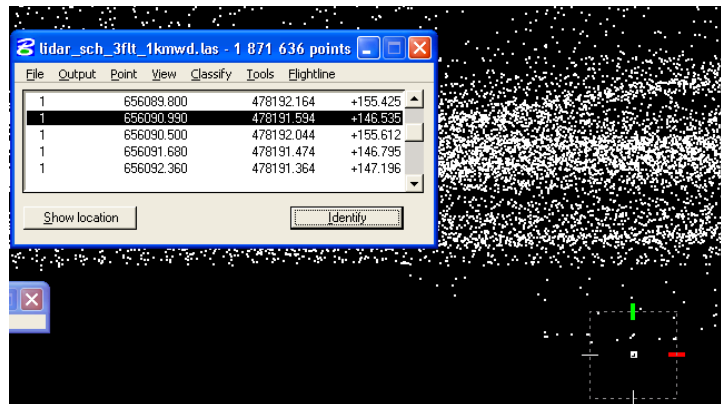 lidar_sch_3flt_1kmwd.las - 1 871 636 points
File Output Point View Classify Tools Flightline
1 656089.800 478192.164 +155.425
1 656090.990 478191.594 +146.535
1 656090.500 478192.044 +155.612
1 656091.680 478191.474 +146.795
1 656092.360 478191.364 +147.196
Show location Identify